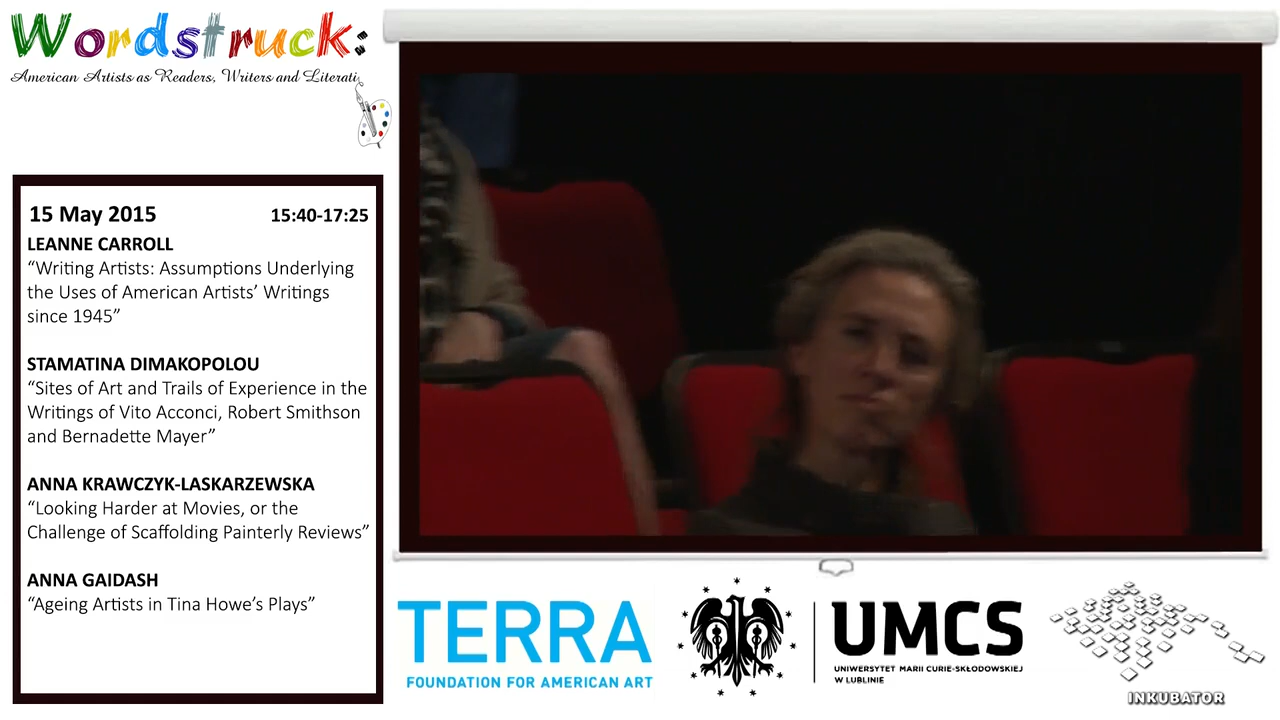 Wordstruck:
American Artists as Readers, Writers and Literati
15 May 2015 15:40-17:25
LEANNE CARROLL
“Writing Artists: Assumptions Underlying
the Uses of American Artists’ Writings
since 1945”
STAMATINA DIMAKOPOLOU
“Sites of Art and Trails of Experience in the
Writings of Vito Acconci, Robert Smithson
and Bernadette Mayer”
ANNA KRAWCZYK-LASKARZEWSKA
“Looking Harder at Movies, or the
Challenge of Scaffolding Painterly Reviews”
ANNA GAIDASH
“Ageing Artists in Tina Howe’s Plays”
TERRA
FOUNDATION FOR AMERICAN ART
UMCS
UNIWERSYTET MARII CURIE-SKŁODOWSKIEJ
W LUBLINIE
INKUBATOR